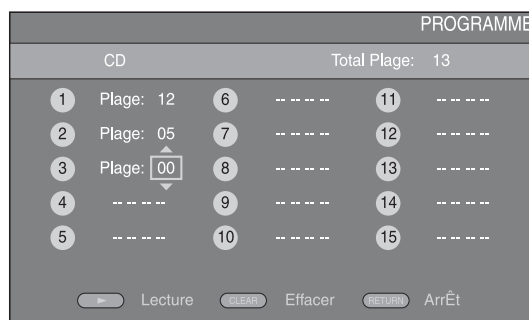 PROGRAMME
CD Total Plage: 13
1 Plage: 12 6 -- -- -- -- 11 -- -- -- --
2 Plage: 05 7 -- -- -- -- 12 -- -- -- --
3 Plage: 00 8 -- -- -- -- 13 -- -- -- --
4 -- -- -- -- 9 -- -- -- -- 14 -- -- -- --
5 -- -- -- -- 10 -- -- -- -- 15 -- -- -- --
Lecture CLEAR Effacer RETURN ArrÊt